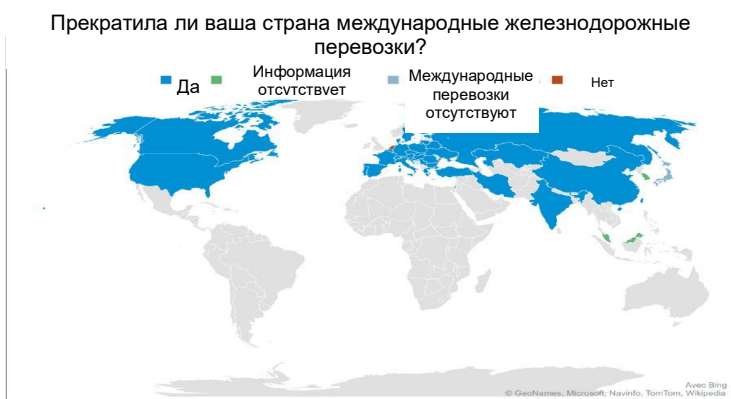 Прекратила ли ваша страна международные железнодорожные
перевозки?
Да
Информация
отсутствует
Международные
перевозки
отсутствуют
Нет
Avec Bing
© GeoNames, Microsoft, Navinfo, TomTom, Wikipedia